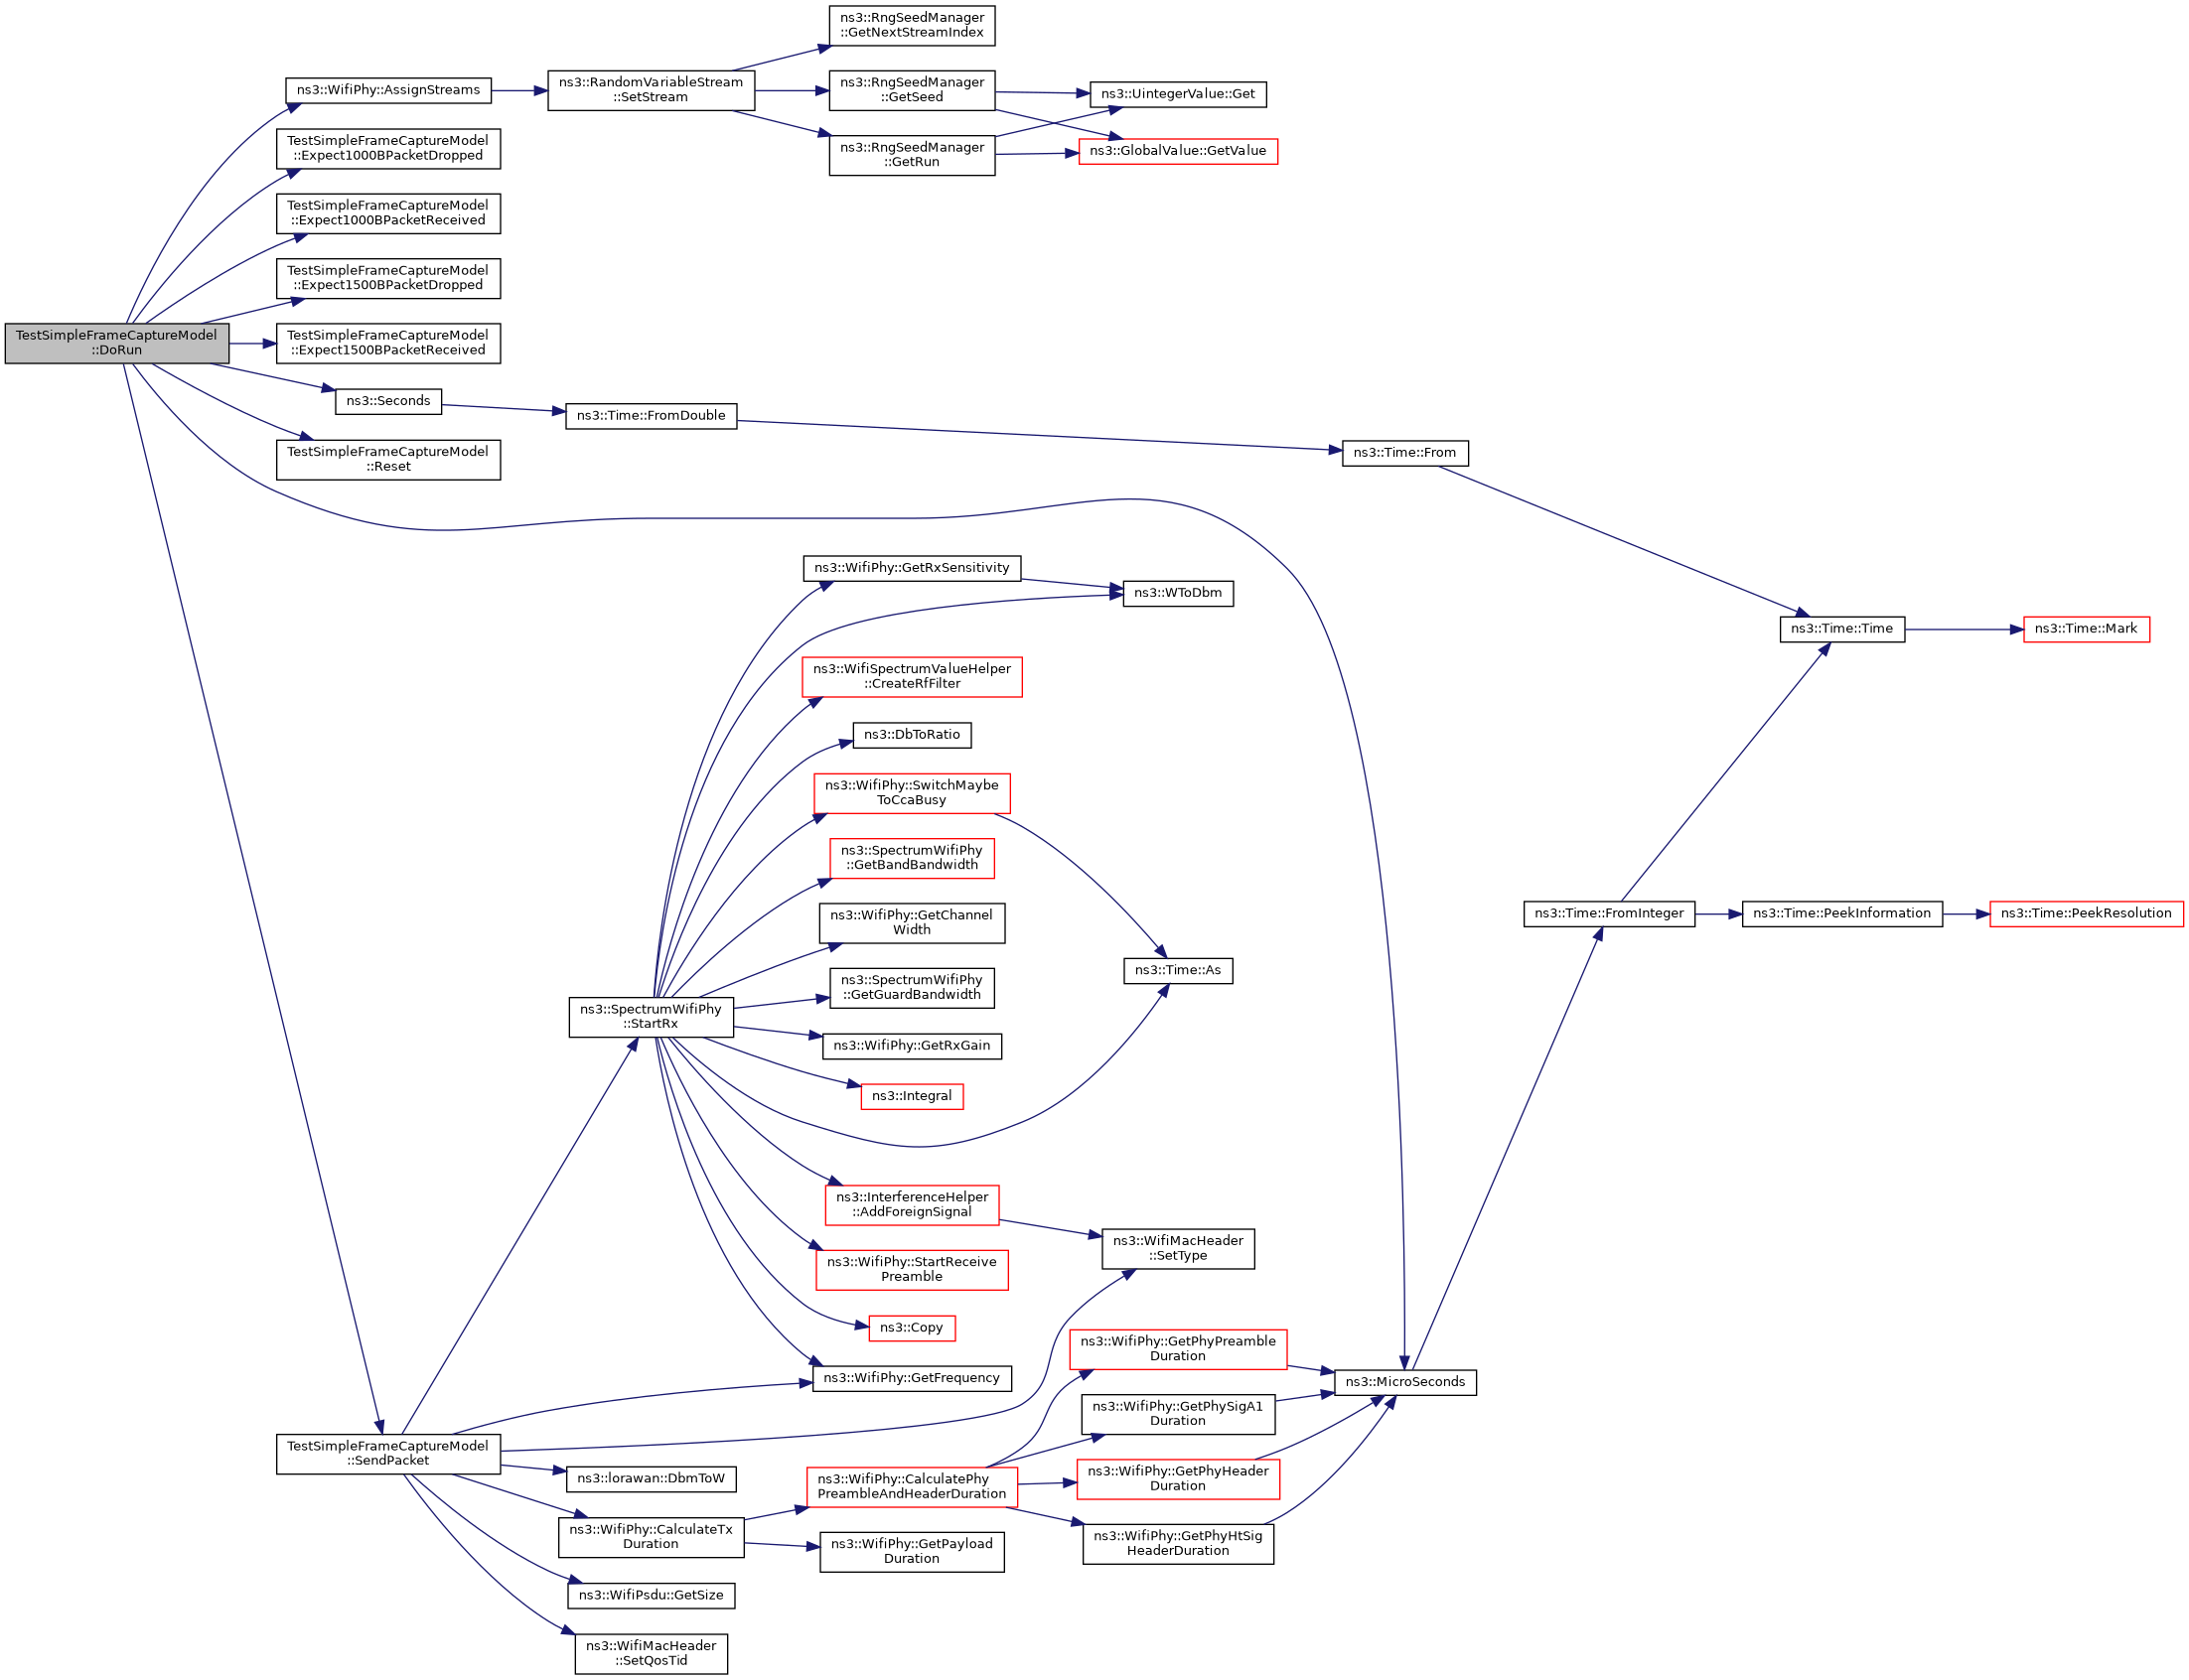 TestSimpleFrameCaptureModel
::DoRun
ns3::WifiPhy::AssignStreams
TestSimpleFrameCaptureModel
::Expect1000BPacketDropped
TestSimpleFrameCaptureModel
::Expect1000BPacketReceived
TestSimpleFrameCaptureModel
::Expect1500BPacketDropped
TestSimpleFrameCaptureModel
::Expect1500BPacketReceived
ns3::Seconds
TestSimpleFrameCaptureModel
::Reset
TestSimpleFrameCaptureModel
::SendPacket
ns3::RandomVariableStream
::SetStream
ns3::RngSeedManager
::GetNextStreamIndex
ns3::RngSeedManager
::GetSeed
ns3::RngSeedManager
::GetRun
ns3::UintegerValue::Get
ns3::GlobalValue::GetValue
ns3::Time::FromDouble
ns3::Time::From
ns3::Time::Time
ns3::Time::Mark
ns3::SpectrumWifiPhy
::StartRx
ns3::WifiPhy::GetRxSensitivity
ns3::WToDbm
ns3::WifiSpectrumValueHelper
::CreateRfFilter
ns3::DbToRatio
ns3::WifiPhy::SwitchMaybe
ToCcaBusy
ns3::SpectrumWifiPhy
::GetBandBandwidth
ns3::WifiPhy::GetChannel
Width
ns3::SpectrumWifiPhy
::GetGuardBandwidth
ns3::WifiPhy::GetRxGain
ns3::Integral
ns3::Time::As
ns3::InterferenceHelper
::AddForeignSignal
ns3::WifiPhy::StartReceive
Preamble
ns3::Copy
ns3::WifiPhy::GetFrequency
ns3::WifiMacHeader
::SetType
ns3::lorawan::DbmToW
ns3::WifiPhy::CalculateTx
Duration
ns3::WifiPsdu::GetSize
ns3::WifiMacHeader
::SetQosTid
ns3::WifiPhy::CalculatePhy
PreambleAndHeaderDuration
ns3::WifiPhy::GetPayload
Duration
ns3::WifiPhy::GetPhyPreamble
Duration
ns3::WifiPhy::GetPhySigA1
Duration
ns3::WifiPhy::GetPhyHeader
Duration
ns3::WifiPhy::GetPhyHtSig
HeaderDuration
ns3::MicroSeconds
ns3::Time::FromInteger
ns3::Time::PeekInformation
ns3::Time::PeekResolution